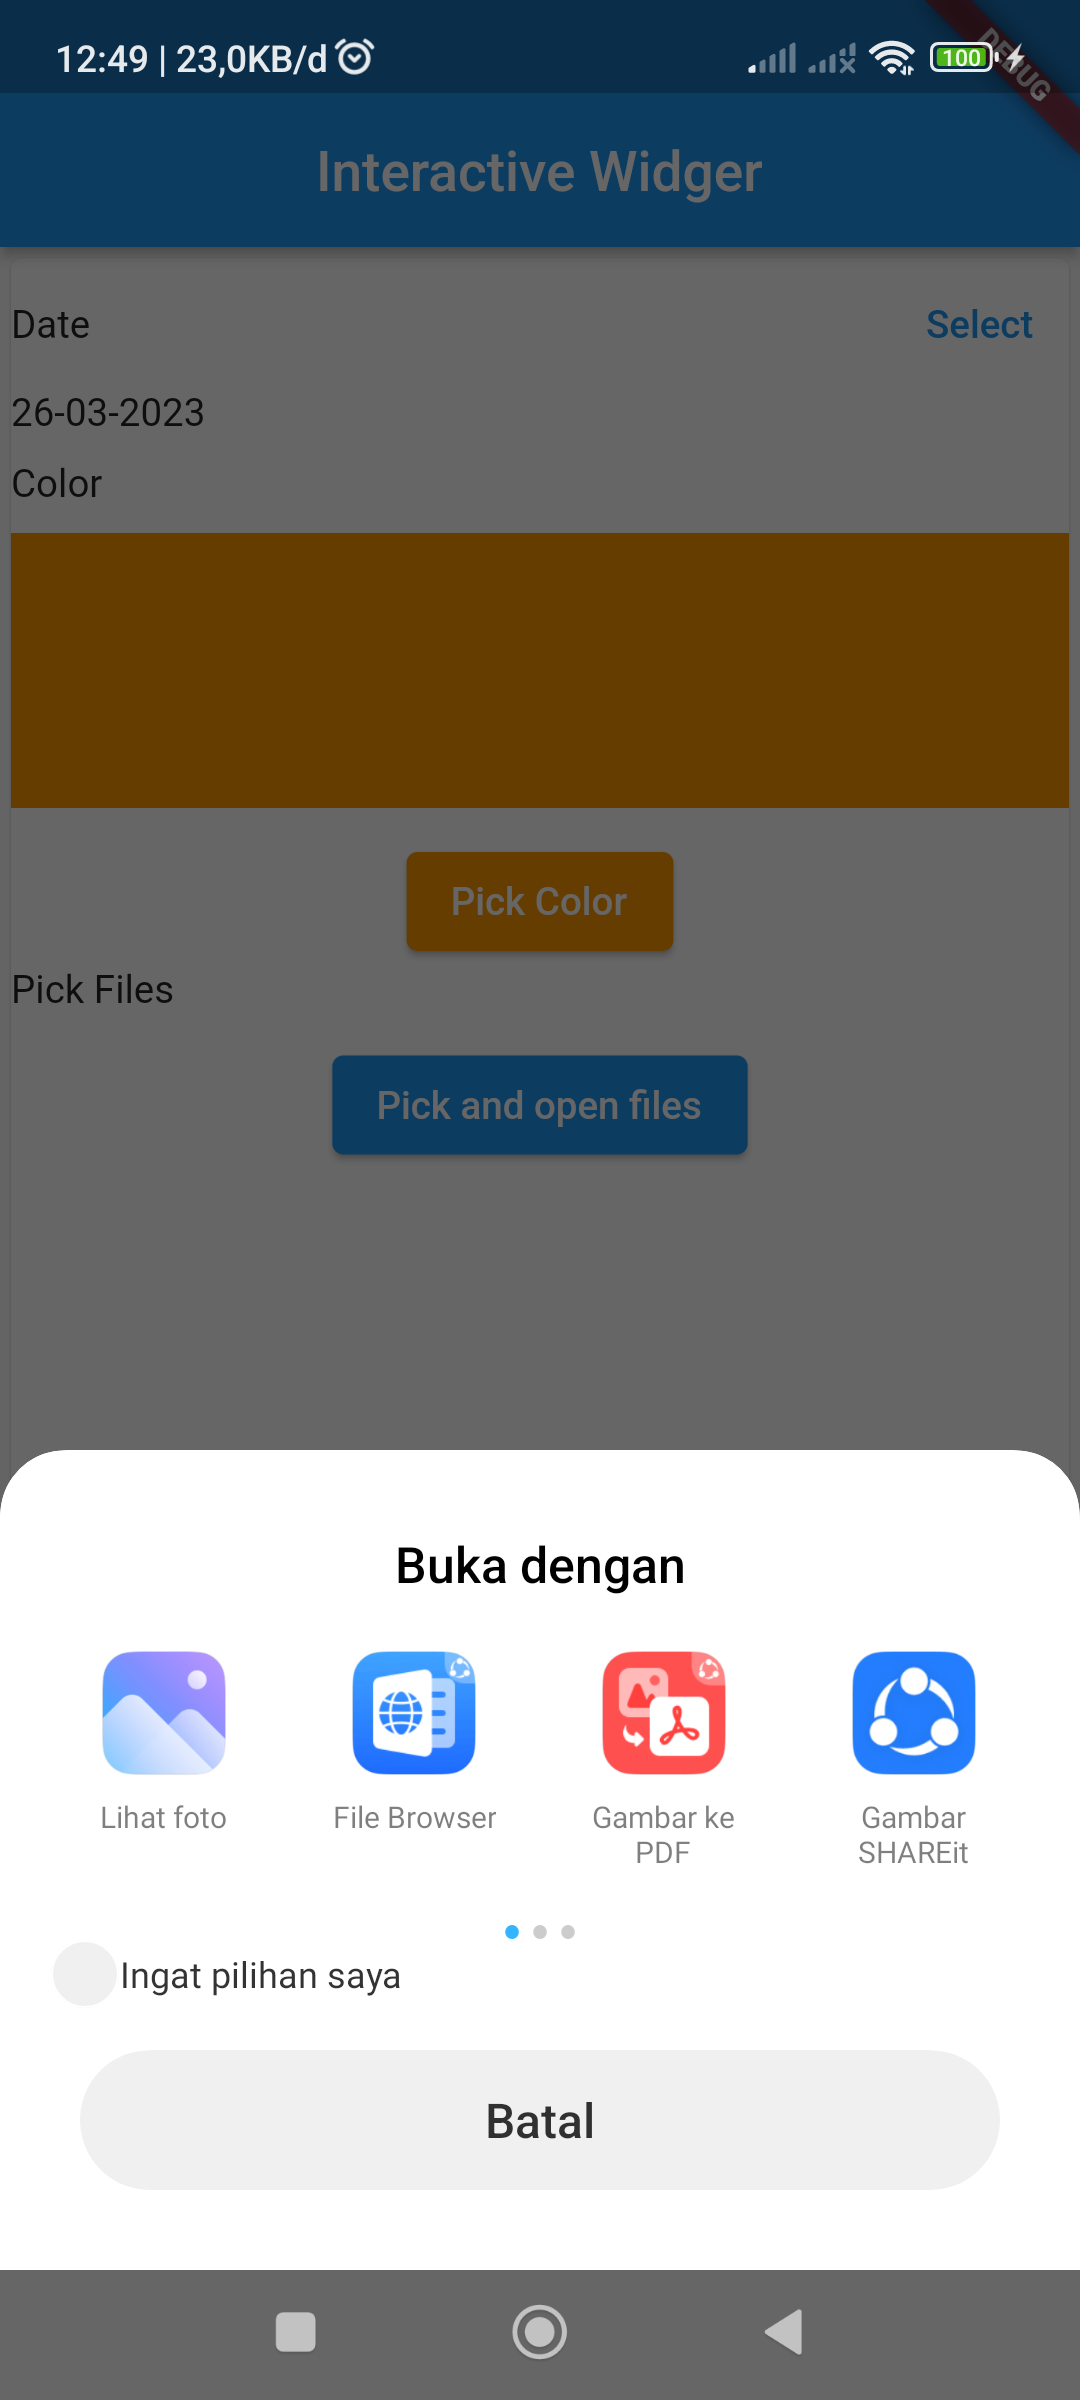 12:49 | 23,0KB/d
100
DEBUG
Interactive Widger
Date
Select
26-03-2023
Color
Pick Color
Pick Files
Pick and open files
Buka dengan
Lihat foto
File Browser
Gambar ke
PDF
Gambar
SHAREit
Ingat pilihan saya
Batal